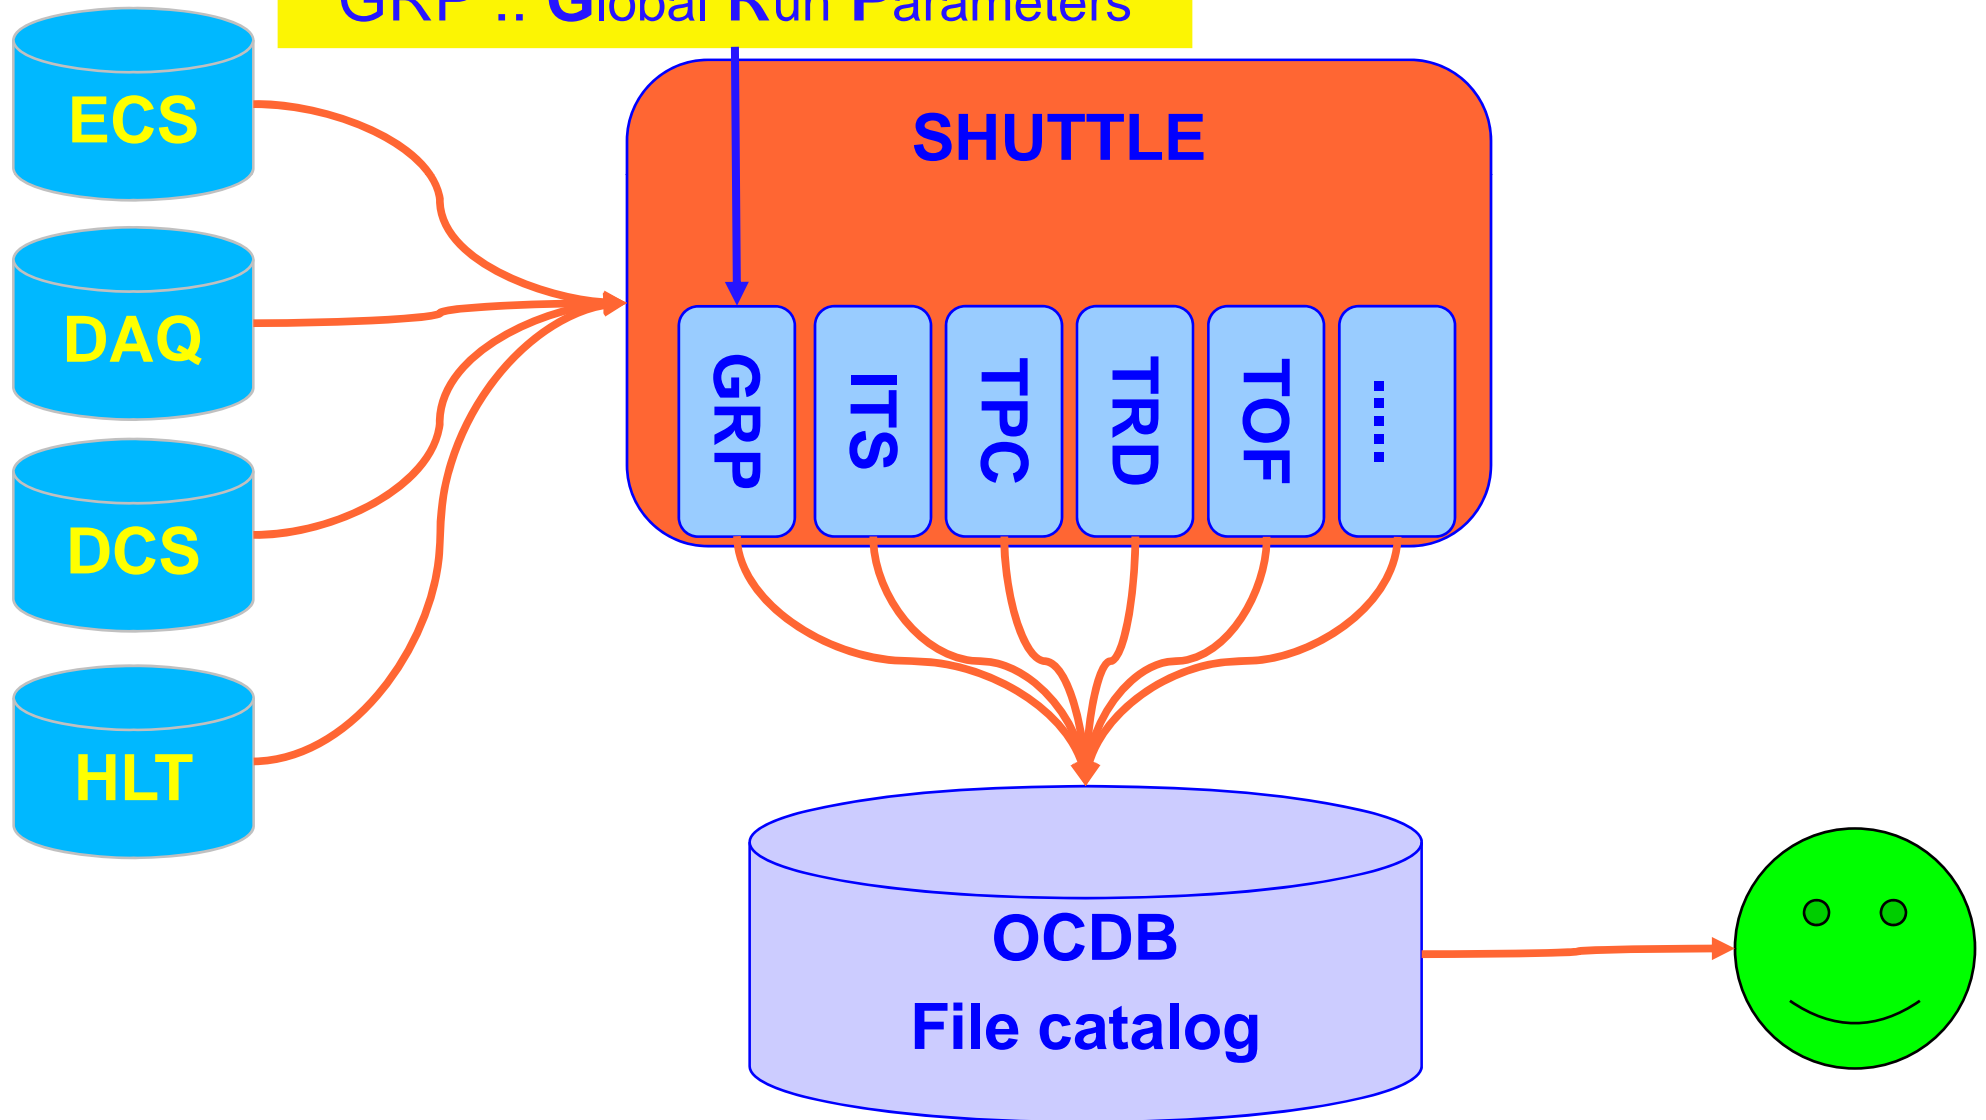 GRP :: Global Run Parameters
ECS
SHUTTLE
DAQ
GRP
ITS
TPC
TRD
TOF
.....
DCS
HLT
OCDB
File catalog